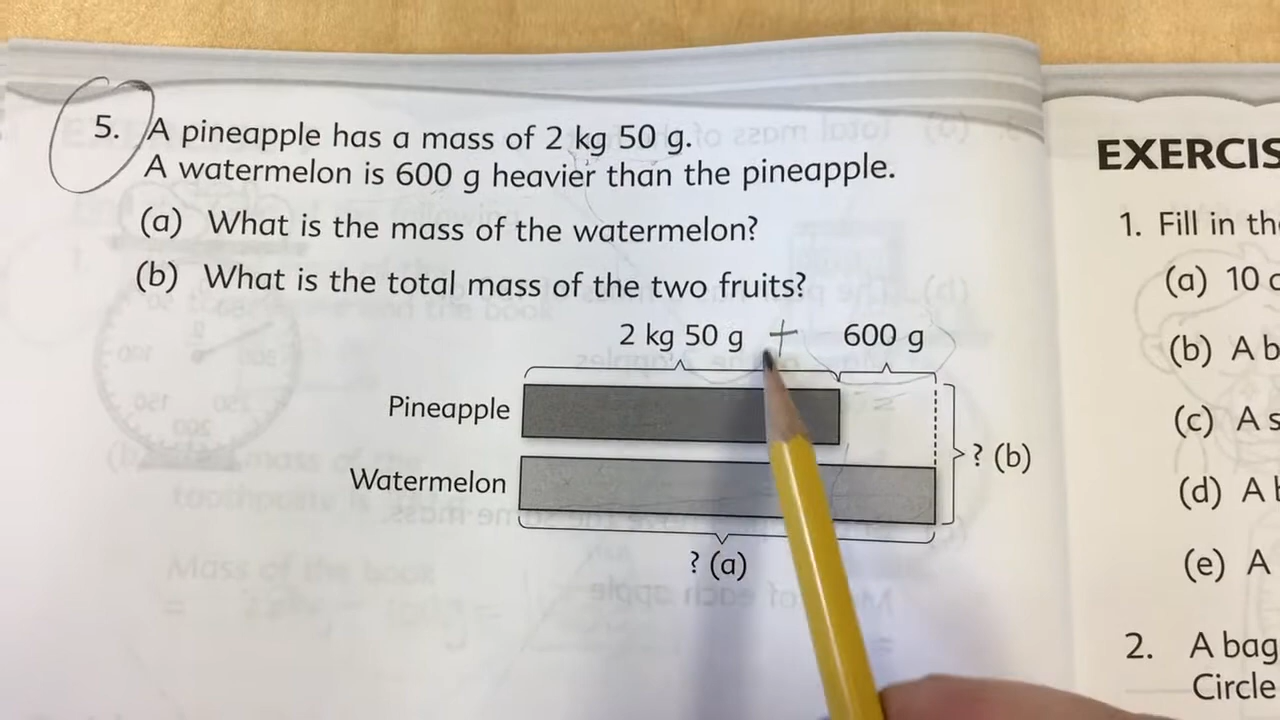 5. A pineapple has a mass of 2 kg 50 g.
A watermelon is 600 g heavier than the pineapple.
(a) What is the mass of the watermelon?
(b) What is the total mass of the two fruits?
2 kg 50 g + 600 g
Pineapple
Watermelon
? (b)
? (a)
EXERCIS
1. Fill in th
(a) 10
(b) A b
(c) A s
(d) A
(e) A
2. A bag
Circle